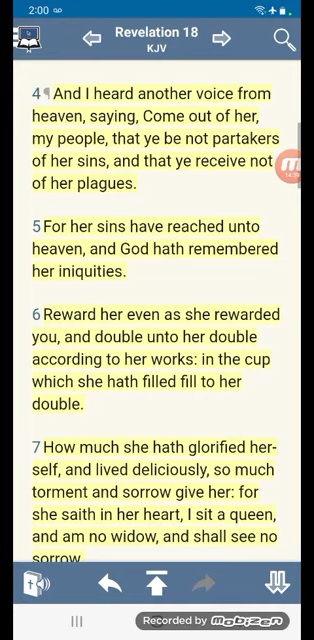 2:00
Revelation 18
KJV
4 ¶ And I heard another voice from
heaven, saying, Come out of her,
my people, that ye be not partakers
of her sins, and that ye receive not
of her plagues.
5 For her sins have reached unto
heaven, and God hath remembered
her iniquities.
6 Reward her even as she rewarded
you, and double unto her double
according to her works: in the cup
which she hath filled fill to her
double.
7 How much she hath glorified her-
self, and lived deliciously, so much
torment and sorrow give her: for
she saith in her heart, I sit a queen,
and am no widow, and shall see no
sorrow.
Recorded by mobizen